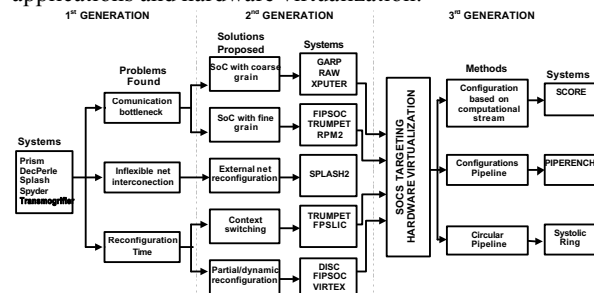 applications and hardware virtualization.
1st GENERATION
2nd GENERATION
3rd GENERATION
Systems
Prism
DecPerle
Splash
Spyder
Transmogrifier
Problems
Found
Comunication
bottleneck
Inflexible net
interconection
Reconfiguration
Time
Solutions
Proposed
SoC with coarse
grain
SoC with fine
grain
External net
reconfiguration
Context
switching
Partial/dynamic
reconfiguration
Systems
GARP
RAW
XPUTER
FIPSOC
TRUMPET
RPM2
SPLASH2
TRUMPET
FPSLIC
DISC
FIPSOC
VIRTEX
SOCS TARGETING
HARDWARE VIRTUALIZATION
Methods
Configuration
based on
computational
stream
Configurations
Pipeline
Circular
Pipeline
Systems
SCORE
PIPERENCH
Systolic
Ring